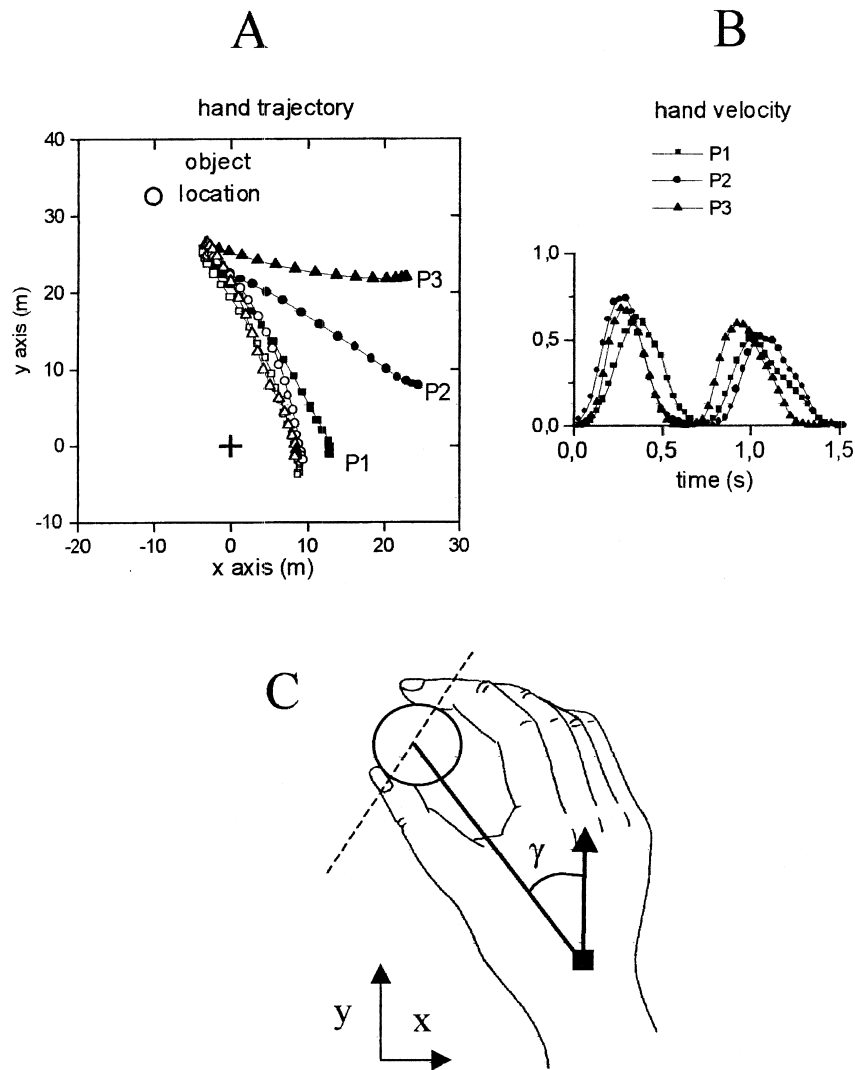 A
hand trajectory
40
30
20
10
0
-10
y axis (m)
object
location
P3
P2
P1
-20
-10
0
10
20
30
x axis (m)
B
hand velocity
P1
P2
P3
1,0
0,5
0,0
0,0
0,5
1,0
1,5
time (s)
C
γ
y
x